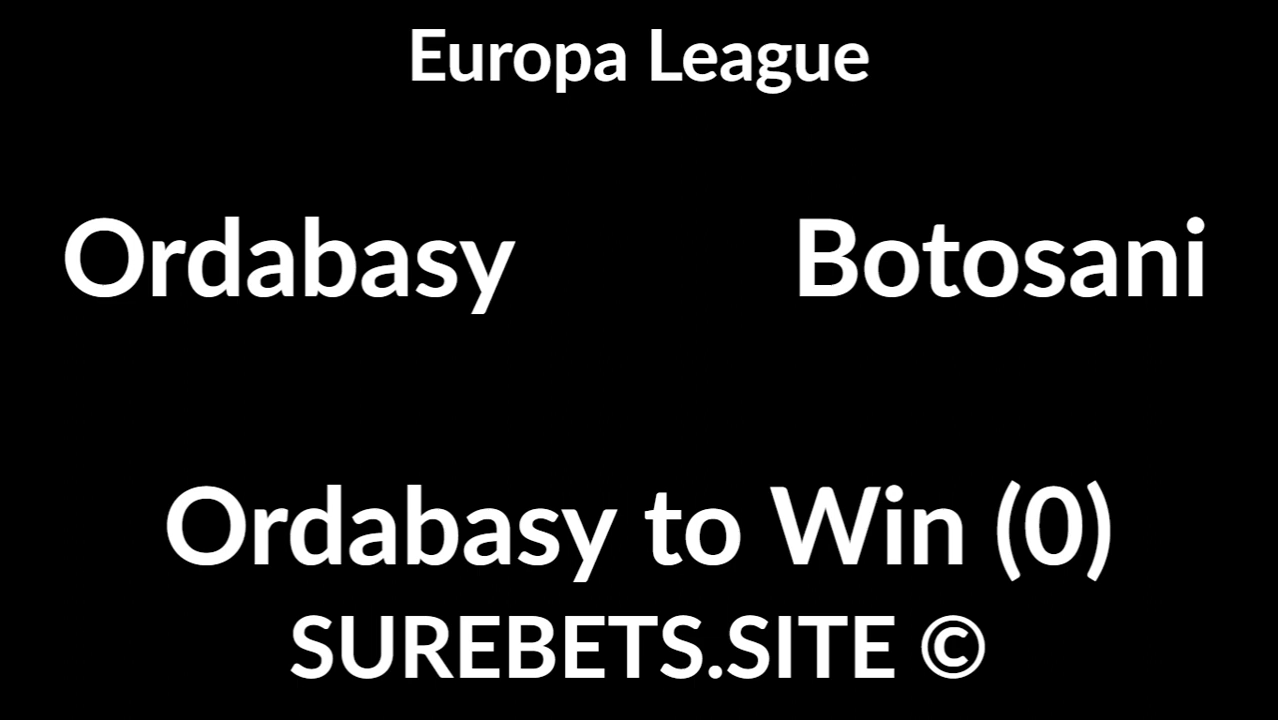 Europa League
Ordabasy Botosani
Ordabasy to Win (0)
SUREBETS.SITE ©